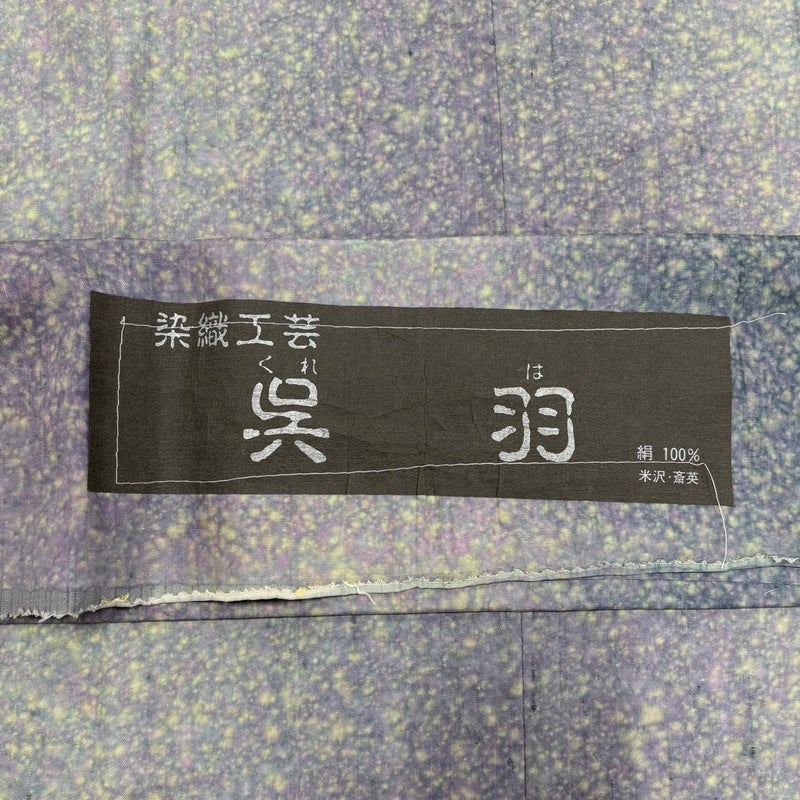 染織工芸
くれ は
呉 羽
絹 100%
米沢・斎英